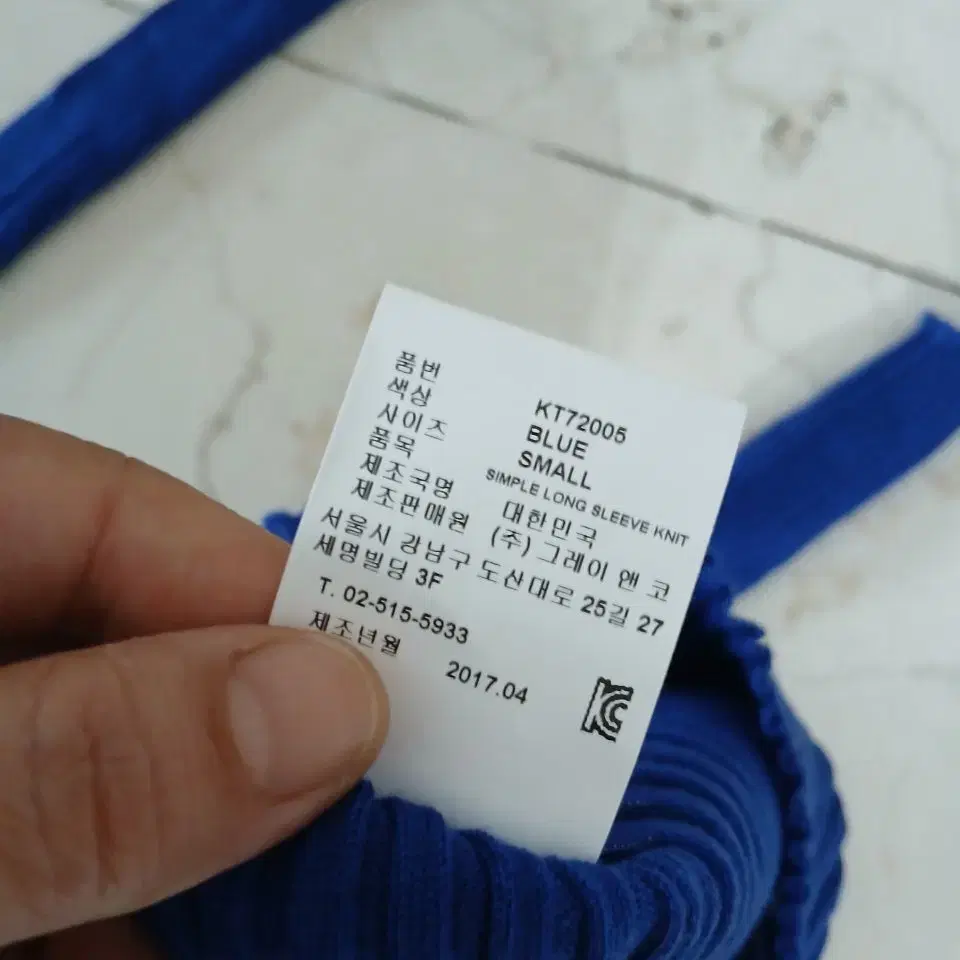 품번 KT72005
색상 BLUE
사이즈 SMALL
품목 SIMPLE LONG SLEEVE KNIT
제조국명 대한민국
제조판매원 (주) 그레이 앤 코
서울시 강남구 도산대로 25길 27
세명빌딩 3F
T. 02-515-5933
제조년월 2017.04
KC